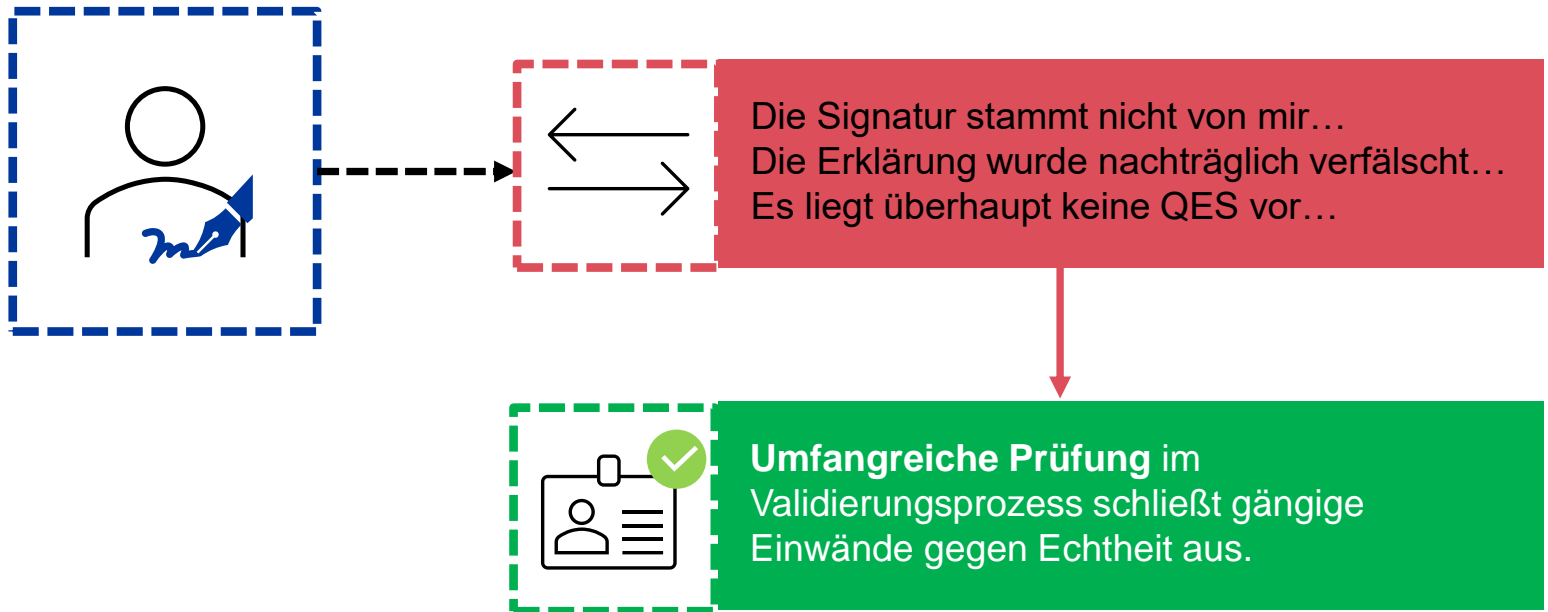 Die Signatur stammt nicht von mir…
Die Erklärung wurde nachträglich verfälscht…
Es liegt überhaupt keine QES vor…
Umfangreiche Prüfung im
Validierungsprozess schließt gängige
Einwände gegen Echtheit aus.